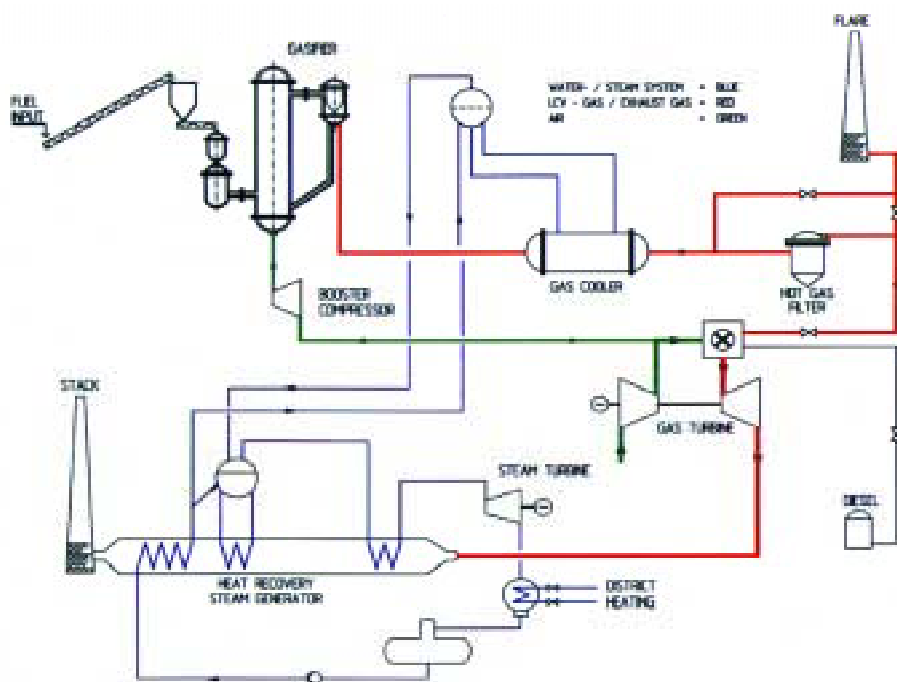 FLARE
GASIFIER
WATER- / STEAM SYSTEM = BLUE
LCV - GAS / EXHAUST GAS = RED
AIR = GREEN
FUEL
INPUT
GAS COOLER
HOT GAS
FILTER
BOOSTER
COMPRESSOR
STACK
GAS TURBINE
STEAM TURBINE
DIESEL
HEAT RECOVERY
STEAM GENERATOR
DISTRICT
HEATING